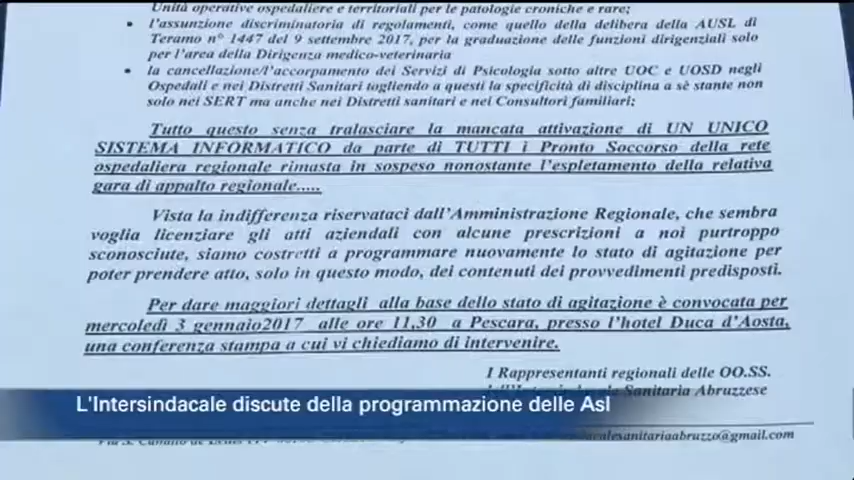 Unità operative ospedaliere e territoriali per le patologie croniche e rare;
• l'assunzione discriminatoria di regolamenti, come quello della delibera della AUSL di
Teramo n° 1447 del 9 settembre 2017, per la graduazione delle funzioni dirigenziali solo
per l'area della Dirigenza medico-veterinaria
• la cancellazione/l'accorpamento dei Servizi di Psicologia sotto altre UOC e UOSD negli
Ospedali e nei Distretti Sanitari togliendo a questi la specificità di disciplina a sè stante non
solo nei SERT ma anche nei Distretti sanitari e nei Consultori familiari;
Tutto questo senza tralasciare la mancata attivazione di UN UNICO
SISTEMA INFORMATICO da parte di TUTTI i Pronto Soccorso della rete
ospedaliera regionale rimasta in sospeso nonostante l'espletamento della relativa
gara di appalto regionale.....
Vista la indifferenza riservataci dall'Amministrazione Regionale, che sembra
voglia licenziare gli atti aziendali con alcune prescrizioni a noi purtroppo
sconosciute, siamo costretti a programmare nuovamente lo stato di agitazione per
poter prendere atto, solo in questo modo, dei contenuti dei provvedimenti predisposti.
Per dare maggiori dettagli alla base dello stato di agitazione è convocata per
mercoledì 3 gennaio2017 alle ore 11,30 a Pescara, presso l'hotel Duca d'Aosta,
una conferenza stampa a cui vi chiediamo di intervenire.
I Rappresentanti regionali delle OO.SS.
Sanitaria Abruzzese
L'Intersindacale discute della programmazione delle Asl
alesanitariaabruzzo@gmail.com